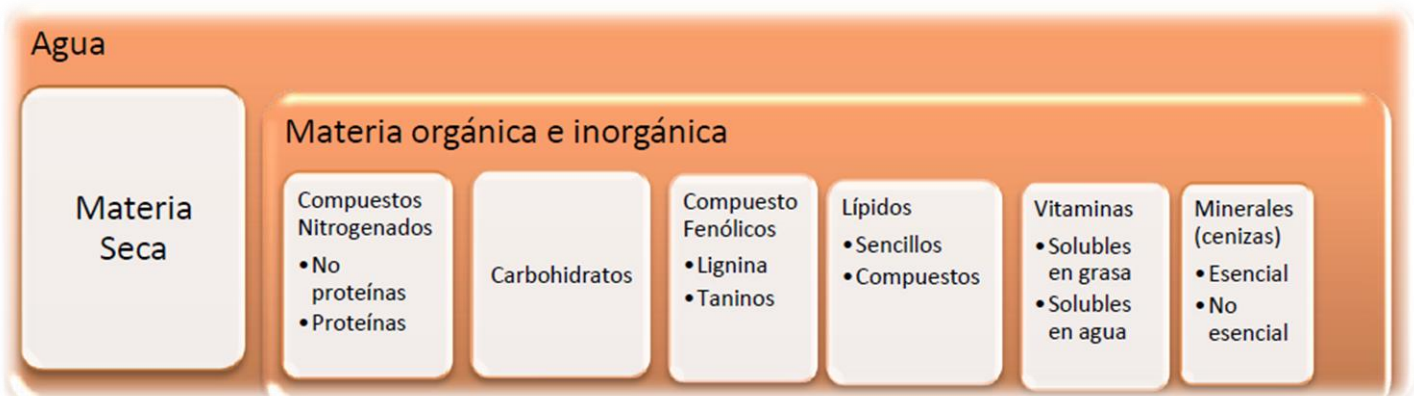 Agua
Materia
Seca
Materia orgánica e inorgánica
Compuestos
Nitrogenados
•No
proteínas
•Proteínas
Carbohidratos
Compuesto
Fenólicos
•Lignina
•Taninos
Lípidos
•Sencillos
•Compuestos
Vitaminas
•Solubles
en grasa
•Solubles
en agua
Minerales
(cenizas)
•Esencial
•No
esencial